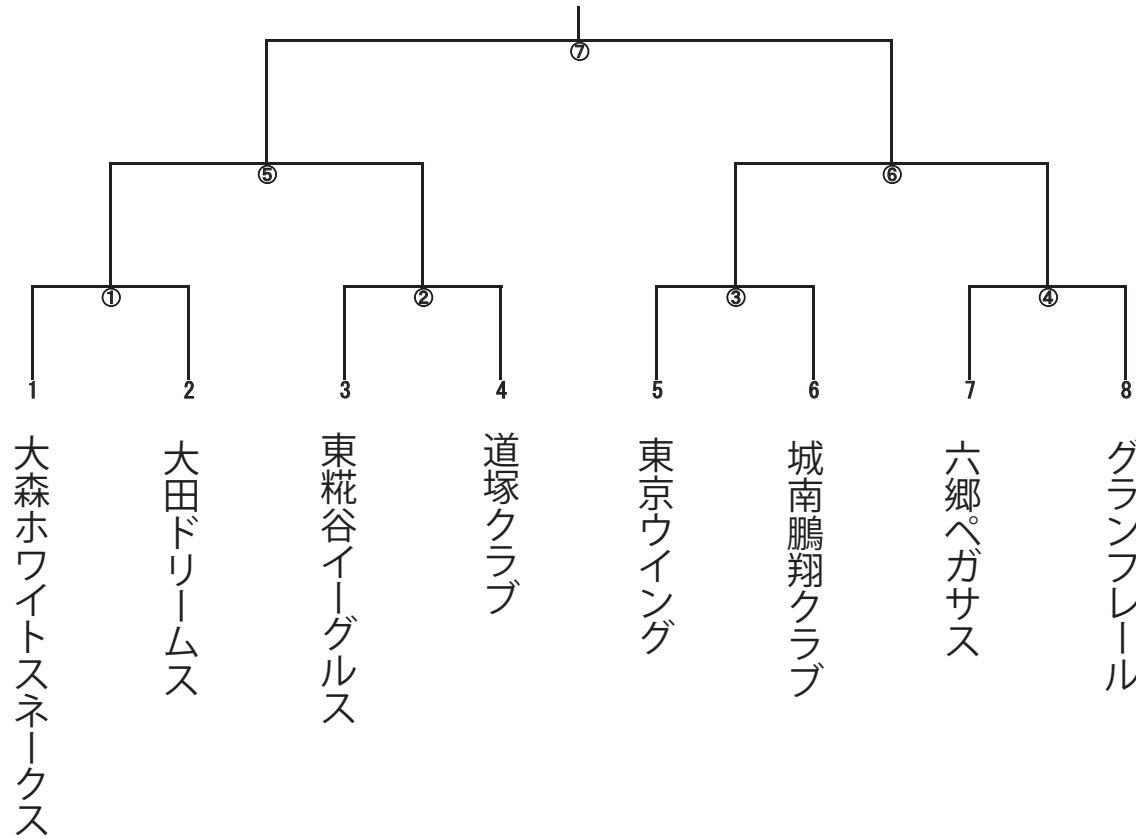 ⑦
⑤
⑥
①
②
③
④
1
2
3
4
5
6
7
8
大森ホワイトスネークス
大田ドリームス
東糀谷イーグルス
道塚クラブ
東京ウイング
城南鵬翔クラブ
六郷ペガサス
グランフレール